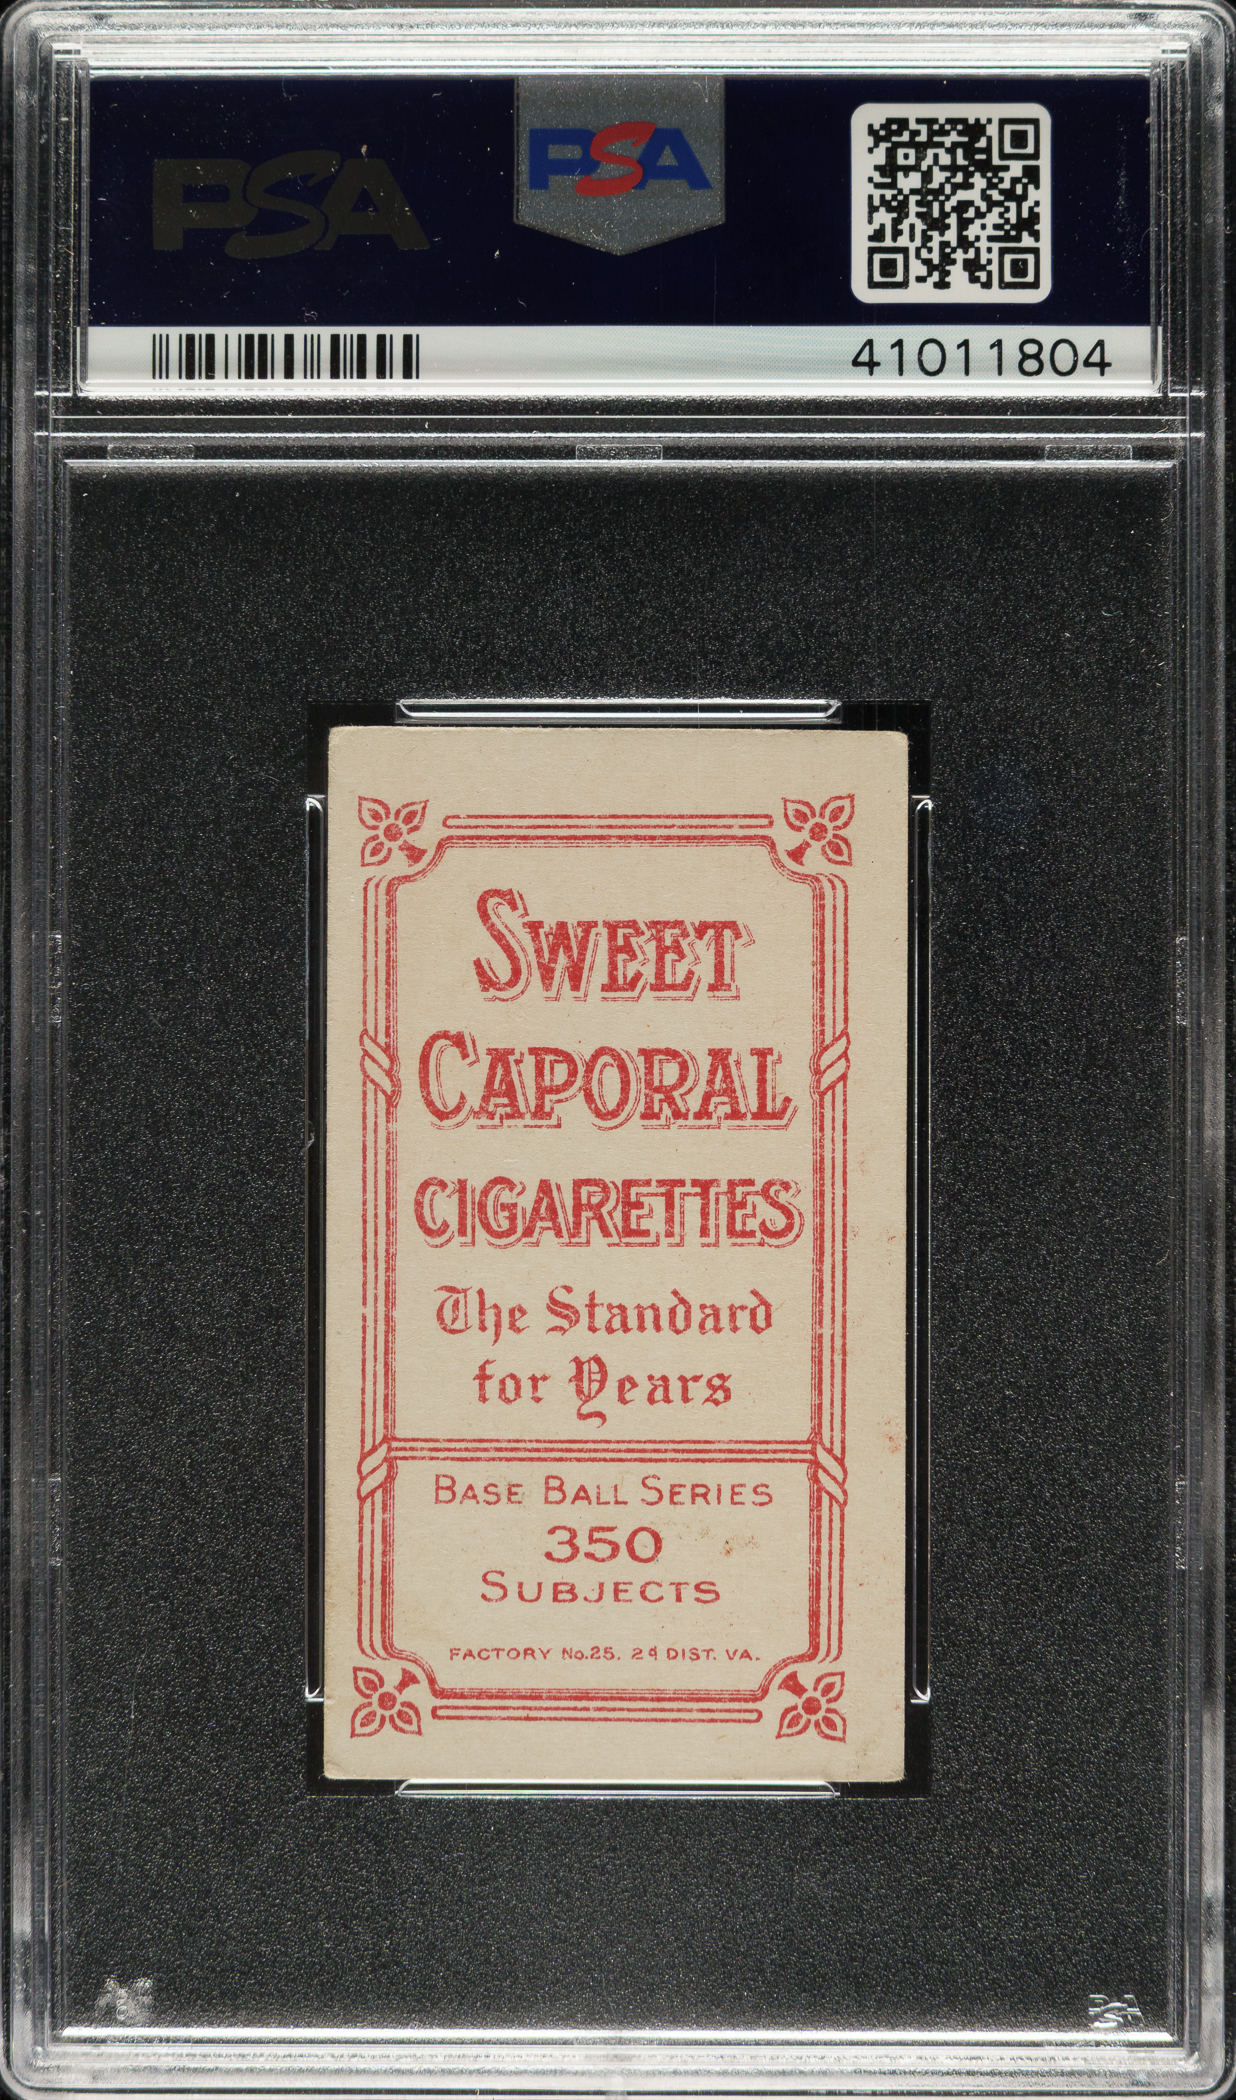 PSA
PSA
41011804
SWEET
CAPORAL
CIGARETTES
The Standard
for Years
BASE BALL SERIES
350
SUBJECTS
FACTORY No.25. 2d DIST. VA.
PSA